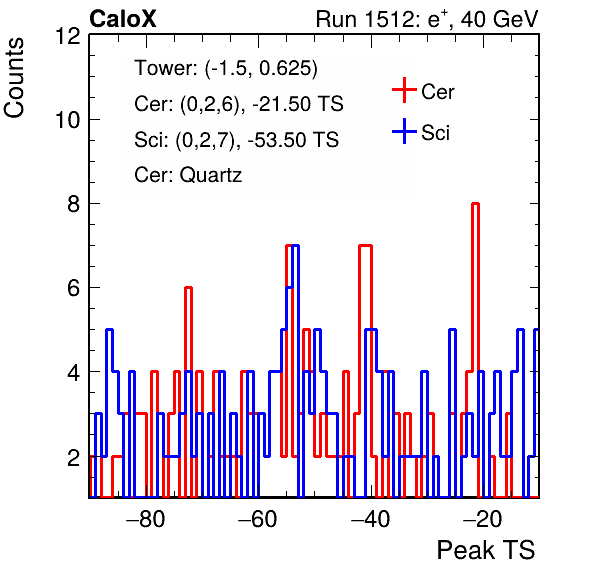 CaloX Run 1512: e⁺, 40 GeV
Counts
12
10
8
6
4
2
Tower: (-1.5, 0.625)
Cer: (0,2,6), -21.50 TS
Sci: (0,2,7), -53.50 TS
Cer: Quartz
Cer
Sci
−80 −60 −40 −20
Peak TS